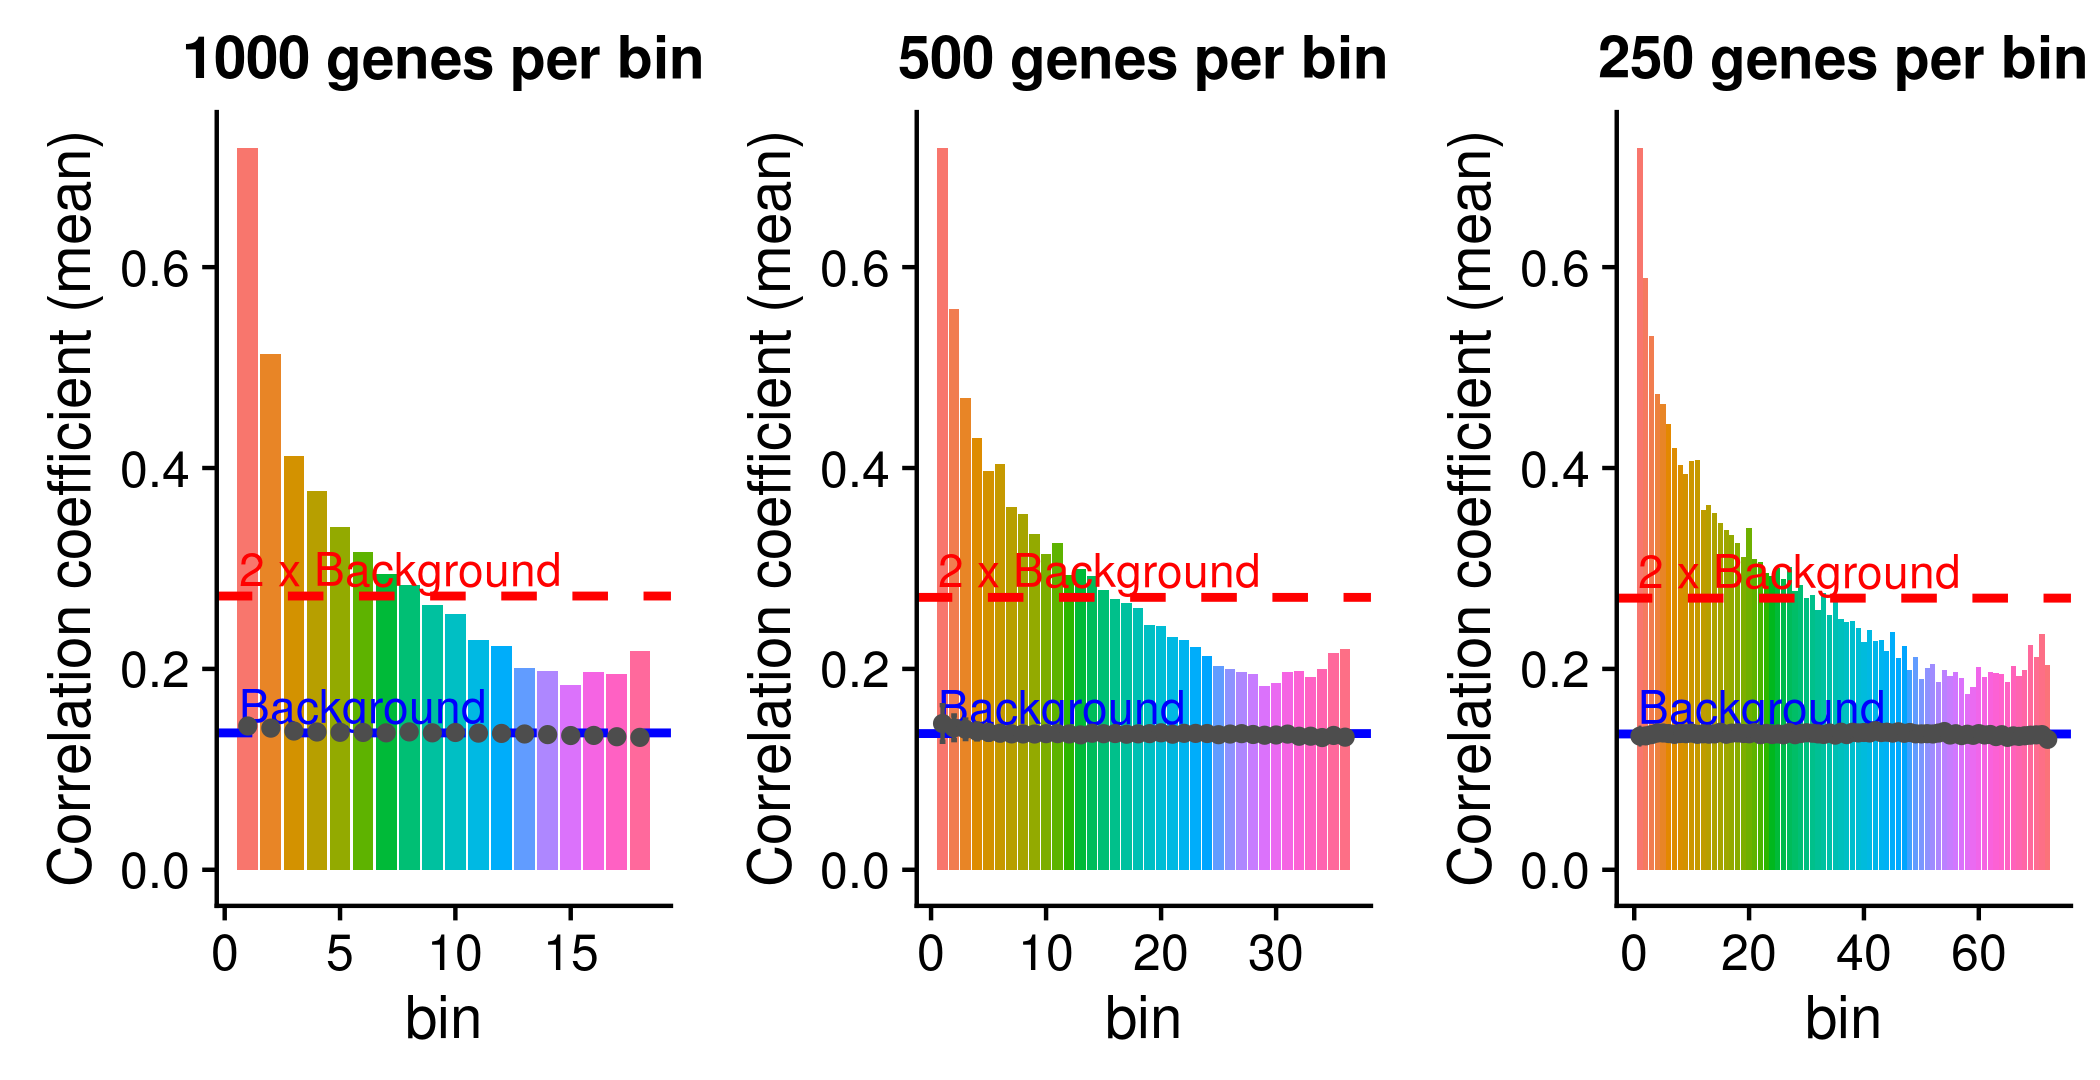 1000 genes per bin
Correlation coefficient (mean)
0.6
0.4
0.2
0.0
2 x Background
Background
0 5 10 15
bin
500 genes per bin
Correlation coefficient (mean)
0.6
0.4
0.2
0.0
2 x Background
Background
0 10 20 30
bin
250 genes per bin
Correlation coefficient (mean)
0.6
0.4
0.2
0.0
2 x Background
Background
0 20 40 60
bin